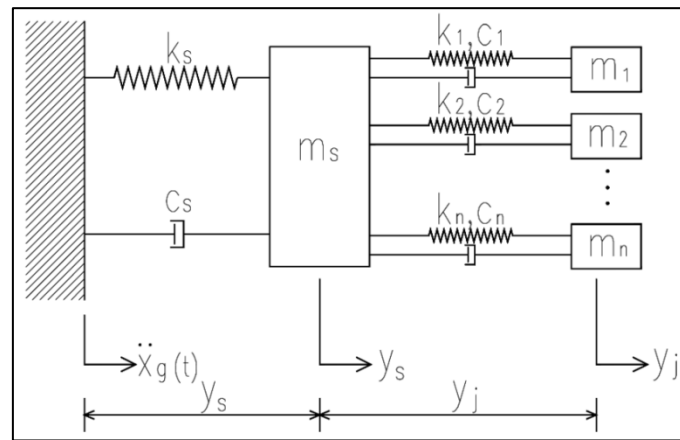 kₛ
k₁,c₁
m₁
k₂,c₂
m₂
mₛ
cₛ
kₙ,cₙ
mₙ
ẍg(t)
yₛ
yⱼ
yₛ
yⱼ